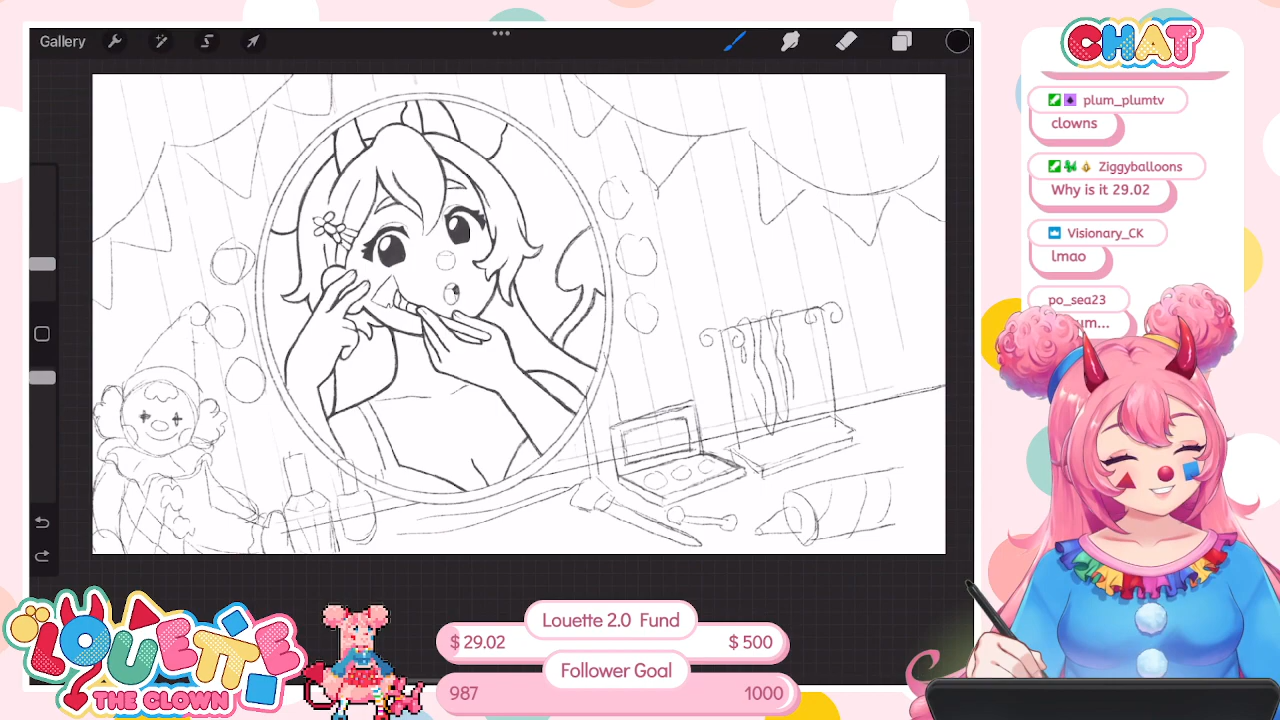 Gallery
CHAT
plum_plumtv
clowns
Ziggyballoons
Why is it 29.02
Visionary_CK
lmao
po_sea23
um...
LOUETTE
THE CLOWN
Louette 2.0 Fund
$ 29.02
$ 500
Follower Goal
987
1000